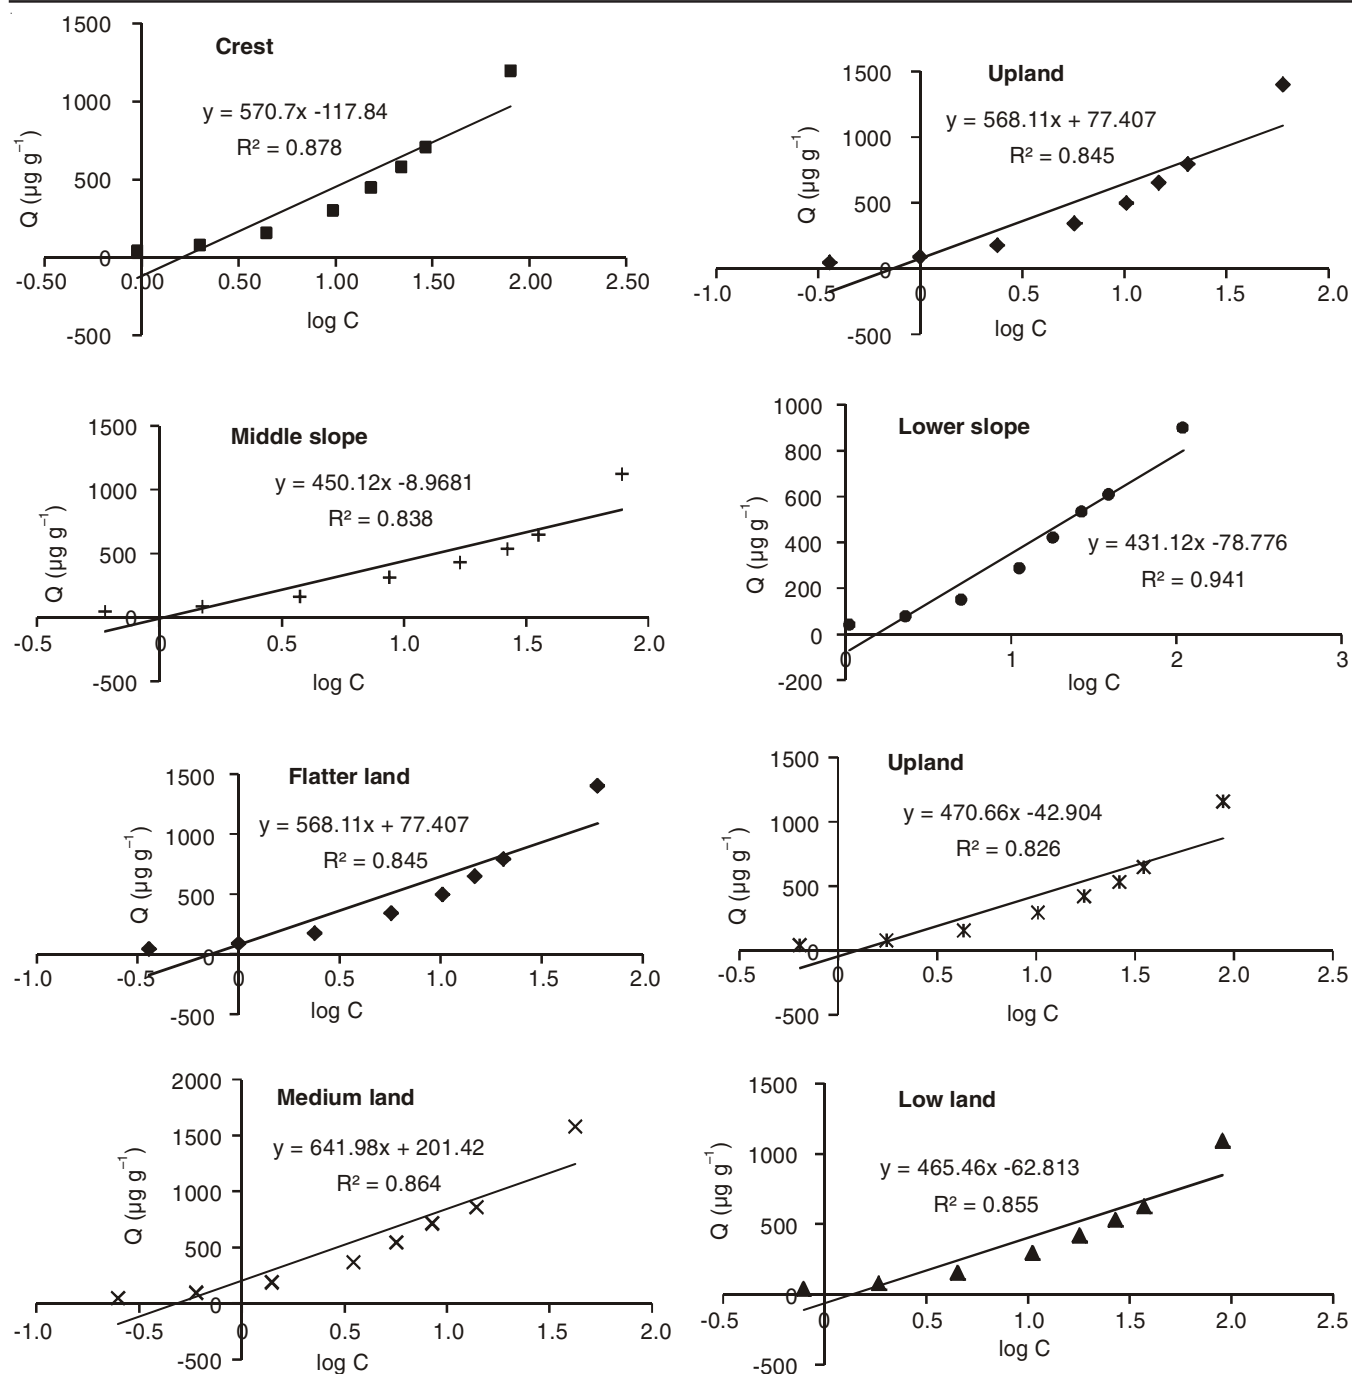 Crest
y = 570.7x -117.84
R² = 0.878
1500
1000
500
0
-500
Q (µg g⁻¹)
-0.50
0.00
0.50
1.00
1.50
2.00
2.50
log C
Upland
y = 568.11x + 77.407
R² = 0.845
1500
1000
500
0
-500
Q (µg g⁻¹)
-1.0
-0.5
0
0.5
1.0
1.5
2.0
log C
Middle slope
y = 450.12x -8.9681
R² = 0.838
1500
1000
500
0
-500
Q (µg g⁻¹)
-0.5
0
0.5
1.0
1.5
2.0
log C
Lower slope
y = 431.12x -78.776
R² = 0.941
1000
800
600
400
200
0
-200
Q (µg g⁻¹)
0
1
2
3
log C
Flatter land
y = 568.11x + 77.407
R² = 0.845
1500
1000
500
0
-500
Q (µg g⁻¹)
-1.0
-0.5
0
0.5
1.0
1.5
2.0
log C
Upland
y = 470.66x -42.904
R² = 0.826
1500
1000
500
0
-500
Q (µg g⁻¹)
-0.5
0
0.5
1.0
1.5
2.0
2.5
log C
Medium land
y = 641.98x + 201.42
R² = 0.864
2000
1500
1000
500
0
-500
Q (µg g⁻¹)
-1.0
-0.5
0
0.5
1.0
1.5
2.0
log C
Low land
y = 465.46x -62.813
R² = 0.855
1500
1000
500
0
-500
Q (µg g⁻¹)
-0.5
0
0.5
1.0
1.5
2.0
2.5
log C